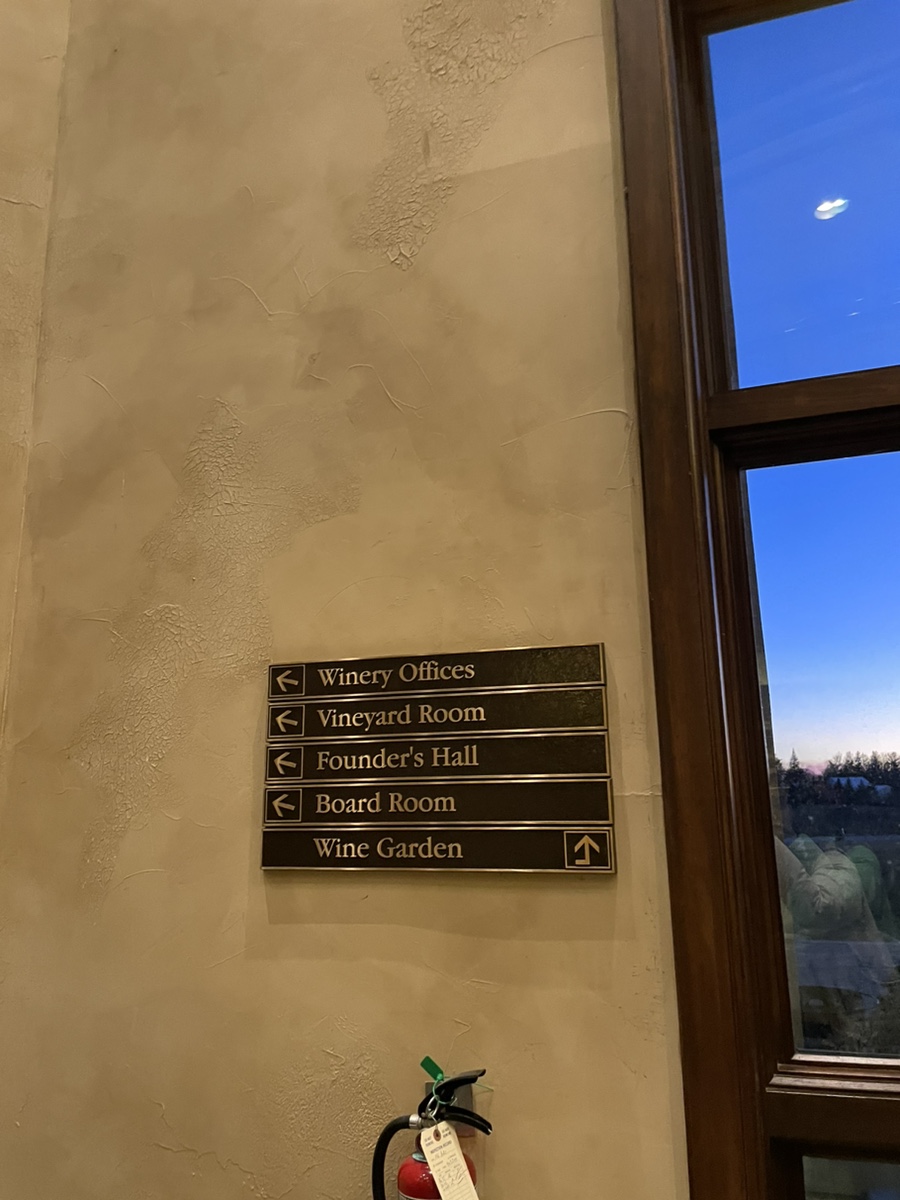 Winery Offices
Vineyard Room
Founder's Hall
Board Room
Wine Garden